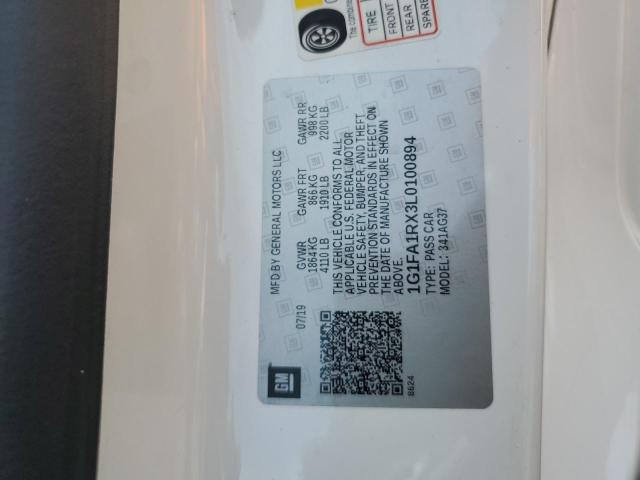 The
TIRE
FRONT
REAR
SPARE
MFD BY GENERAL MOTORS LLC
07/19 GVWR GAWR FRT GAWR RR
1864 KG 866 KG 998 KG
4110 LB 1910 LB 2200 LB
THIS VEHICLE CONFORMS TO ALL
APPLICABLE U.S. FEDERAL MOTOR
VEHICLE SAFETY, BUMPER, AND THEFT
PREVENTION STANDARDS IN EFFECT ON
THE DATE OF MANUFACTURE SHOWN
ABOVE.
1G1FA1RX3L0100894
TYPE: PASS CAR
MODEL: 341AG37
GM
8624